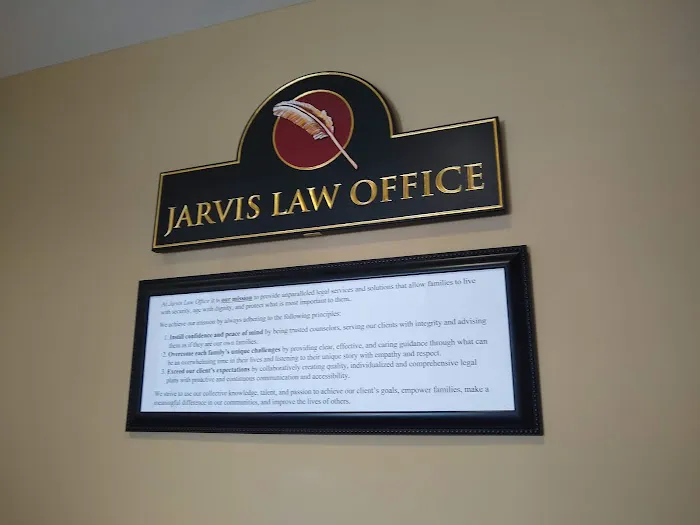 JARVIS LAW OFFICE
At Jarvis Law Office it is our mission to provide unparalleled legal services and solutions that allow families to live
with security, age with dignity, and protect what is most important to them.
We achieve our mission by always adhering to the following principles:
1. Instill confidence and peace of mind by being trusted counselors, serving our clients with integrity and advising
them as if they are our own families.
2. Overcome each family's unique challenges by providing clear, effective, and caring guidance through what can
be an overwhelming time in their lives and listening to their unique story with empathy and respect.
3. Extend our client's expectations by collaboratively creating quality, individualized and comprehensive legal
plans with proactive and continuous communication and accessibility.
We strive to use our collective knowledge, talent, and passion to achieve our client's goals, empower families, make a
meaningful difference in our communities, and improve the lives of others.